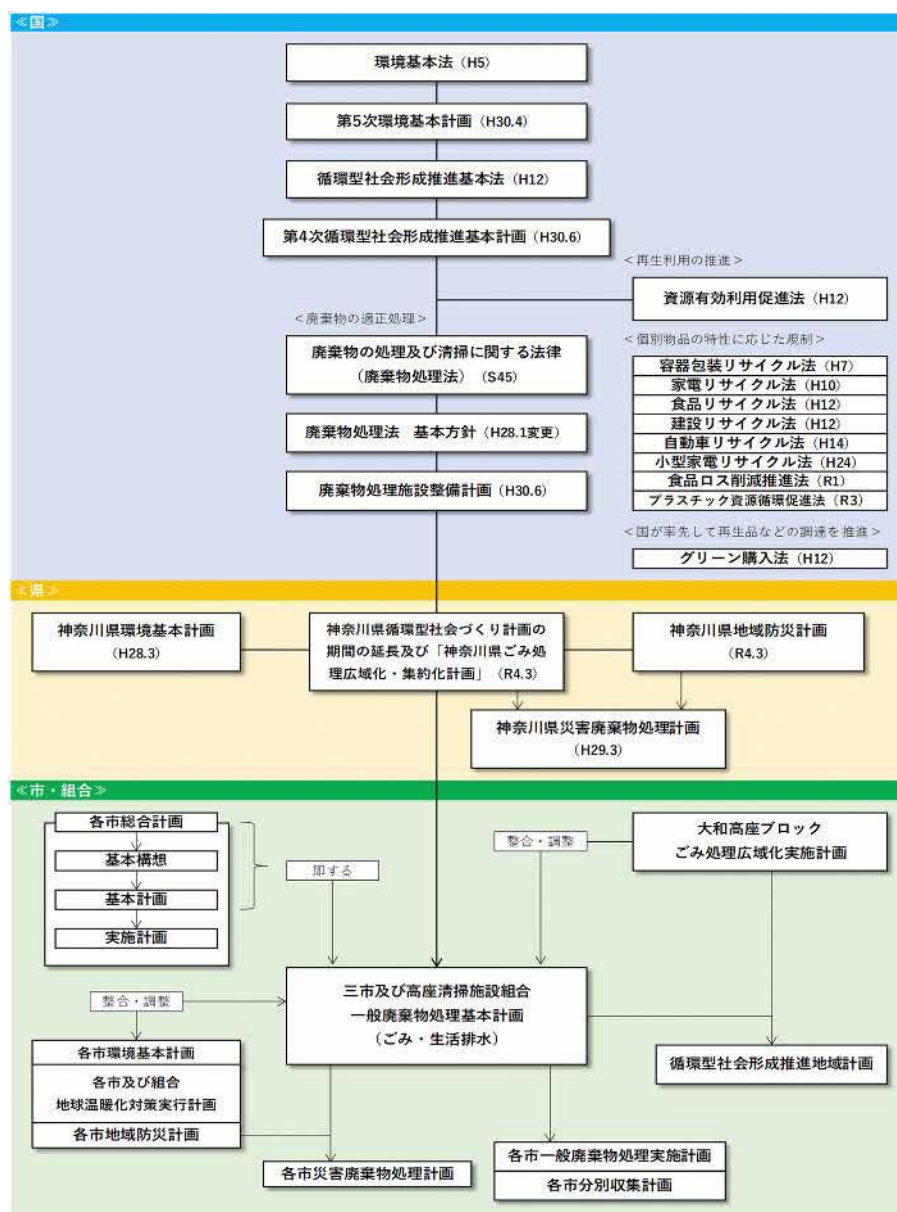 ≪国≫
環境基本法（H5）
第5次環境基本計画（H30.4）
循環型社会形成推進基本法（H12）
第4次循環型社会形成推進基本計画（H30.6）
＜再生利用の推進＞
資源有効利用促進法（H12）
＜廃棄物の適正処理＞
廃棄物の処理及び清掃に関する法律
（廃棄物処理法）（S45）
廃棄物処理法　基本方針（H28.1変更）
廃棄物処理施設整備計画（H30.6）
＜個別物品の特性に応じた規制＞
容器包装リサイクル法（H7）
家電リサイクル法（H10）
食品リサイクル法（H12）
建設リサイクル法（H12）
自動車リサイクル法（H14）
小型家電リサイクル法（H24）
食品ロス削減推進法（R1）
プラスチック資源循環促進法（R3）
＜国が率先して再生品などの調達を推進＞
グリーン購入法（H12）
≪県≫
神奈川県環境基本計画
（H28.3）
神奈川県循環型社会づくり計画の
期間の延長及び「神奈川県ごみ処
理広域化・集約化計画」（R4.3）
神奈川県地域防災計画
（R4.3）
神奈川県災害廃棄物処理計画
（H29.3）
≪市・組合≫
各市総合計画
基本構想
基本計画
実施計画
即する
整合・調整
大和高座ブロック
ごみ処理広域化実施計画
三市及び高座清掃施設組合
一般廃棄物処理基本計画
（ごみ・生活排水）
整合・調整
各市環境基本計画
各市及び組合
地球温暖化対策実行計画
各市地域防災計画
循環型社会形成推進地域計画
各市災害廃棄物処理計画
各市一般廃棄物処理実施計画
各市分別収集計画